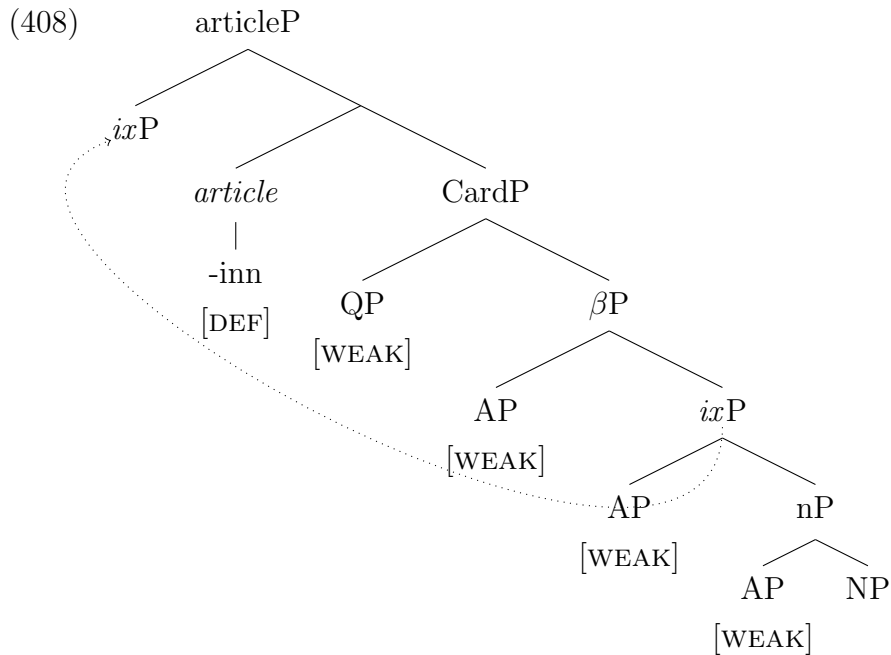 (408) articleP
ixP
article CardP
-inn
[DEF] QP βP
[WEAK]
AP ixP
[WEAK]
AP nP
[WEAK]
AP NP
[WEAK]